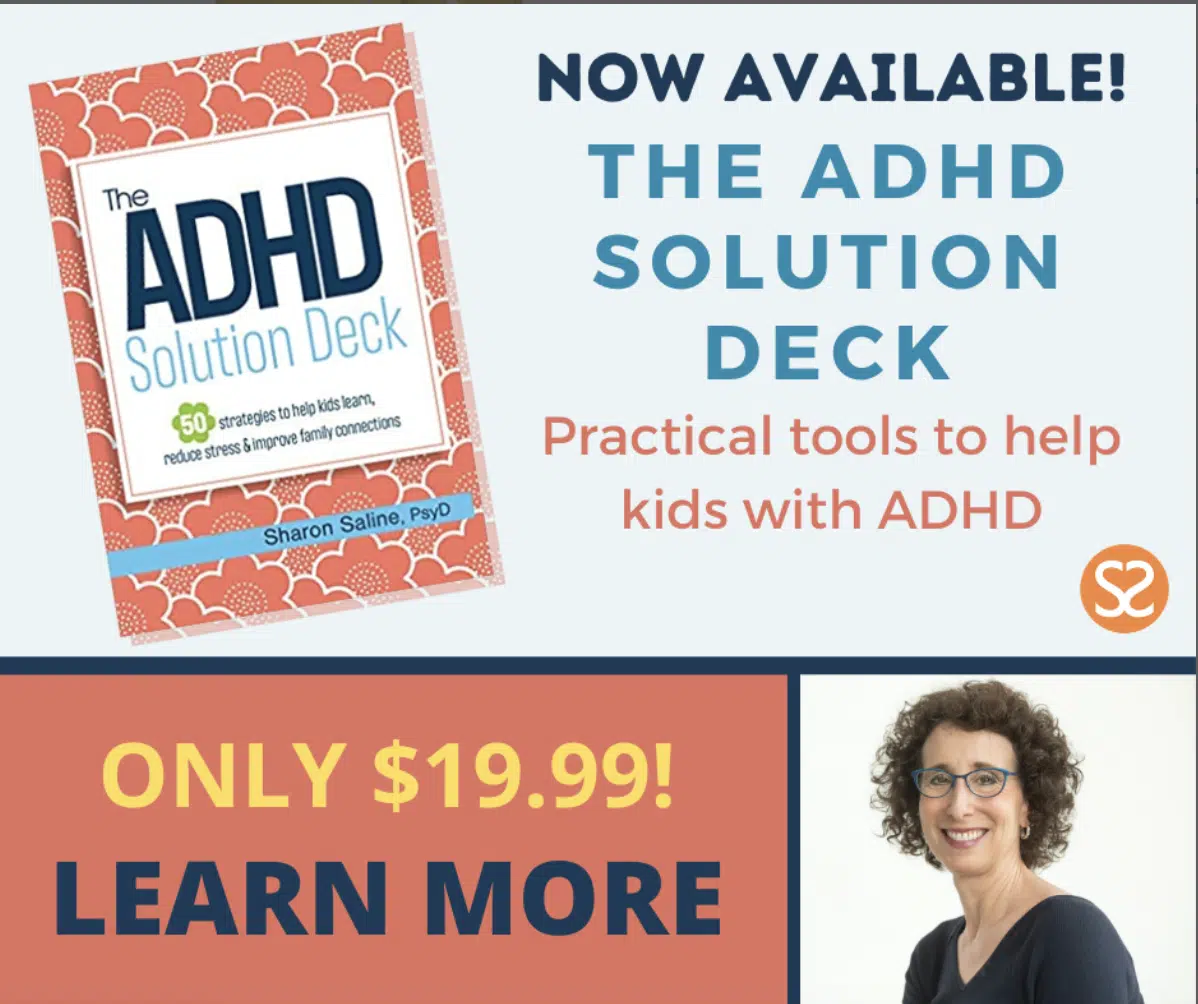 The
ADHD
Solution Deck
50 strategies to help kids learn,
reduce stress & improve family connections
Sharon Saline, PsyD
NOW AVAILABLE!
THE ADHD
SOLUTION
DECK
Practical tools to help
kids with ADHD
SS
ONLY $19.99!
LEARN MORE